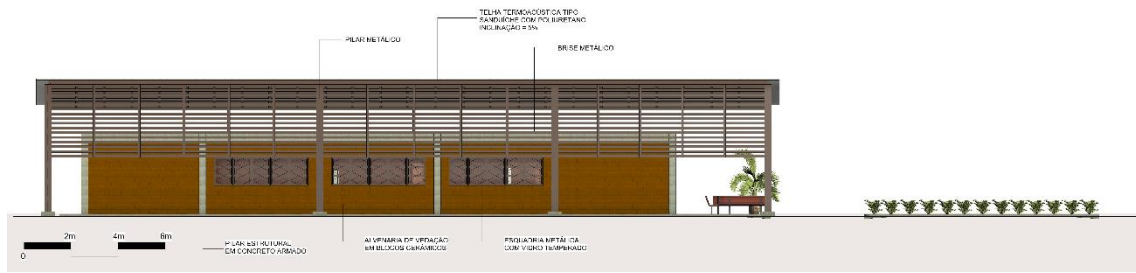 TELHA TERMOACÚSTICA TIPO
SANDUÍCHE COM POLIURETANO
INCLINAÇÃO = 5%
PILAR METÁLICO
BRISE METÁLICO
2m
4m
6m
0
PILAR ESTRUTURAL
EM CONCRETO ARMADO
ALVENARIA DE VEDAÇÃO
EM BLOCOS CERÂMICOS
ESQUADRIA METÁLICA
COM VIDRO TEMPERADO